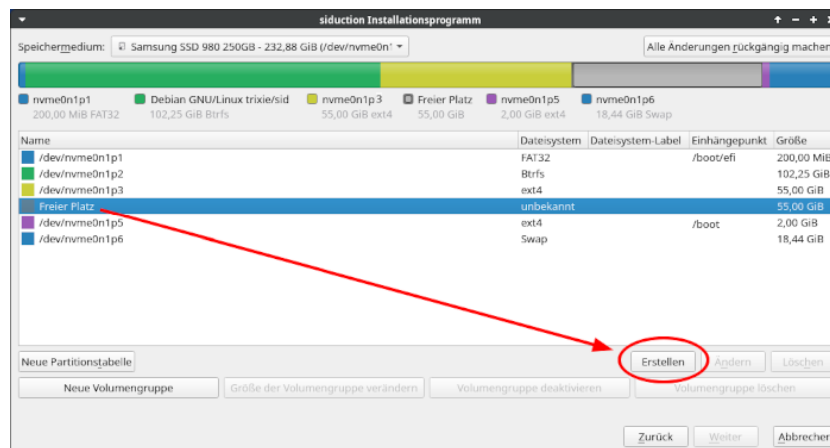 siduction Installationsprogramm
Speichermedium: Samsung SSD 980 250GB - 232,88 GiB (/dev/nvme0n1 Alle Änderungen rückgängig machen
nvme0n1p1 Debian GNU/Linux trixie/sid nvme0n1p3 Freier Platz nvme0n1p5 nvme0n1p6
200,00 MiB FAT32 102,25 GiB Btrfs 55,00 GiB ext4 55,00 GiB 2,00 GiB ext4 18,44 GiB Swap
Name Dateisystem Dateisystem-Label Einhängepunkt Größe
/dev/nvme0n1p1 FAT32 /boot/efi 200,00 MiB
/dev/nvme0n1p2 Btrfs 102,25 GiB
/dev/nvme0n1p3 ext4 55,00 GiB
Freier Platz unbekannt 55,00 GiB
/dev/nvme0n1p5 ext4 /boot 2,00 GiB
/dev/nvme0n1p6 Swap 18,44 GiB
Neue Partitionstabelle Erstellen Ändern Löschen
Neue Volumengruppe Größe der Volumengruppe verändern Volumengruppe deaktivieren Volumengruppe löschen
Zurück Weiter Abbrechen